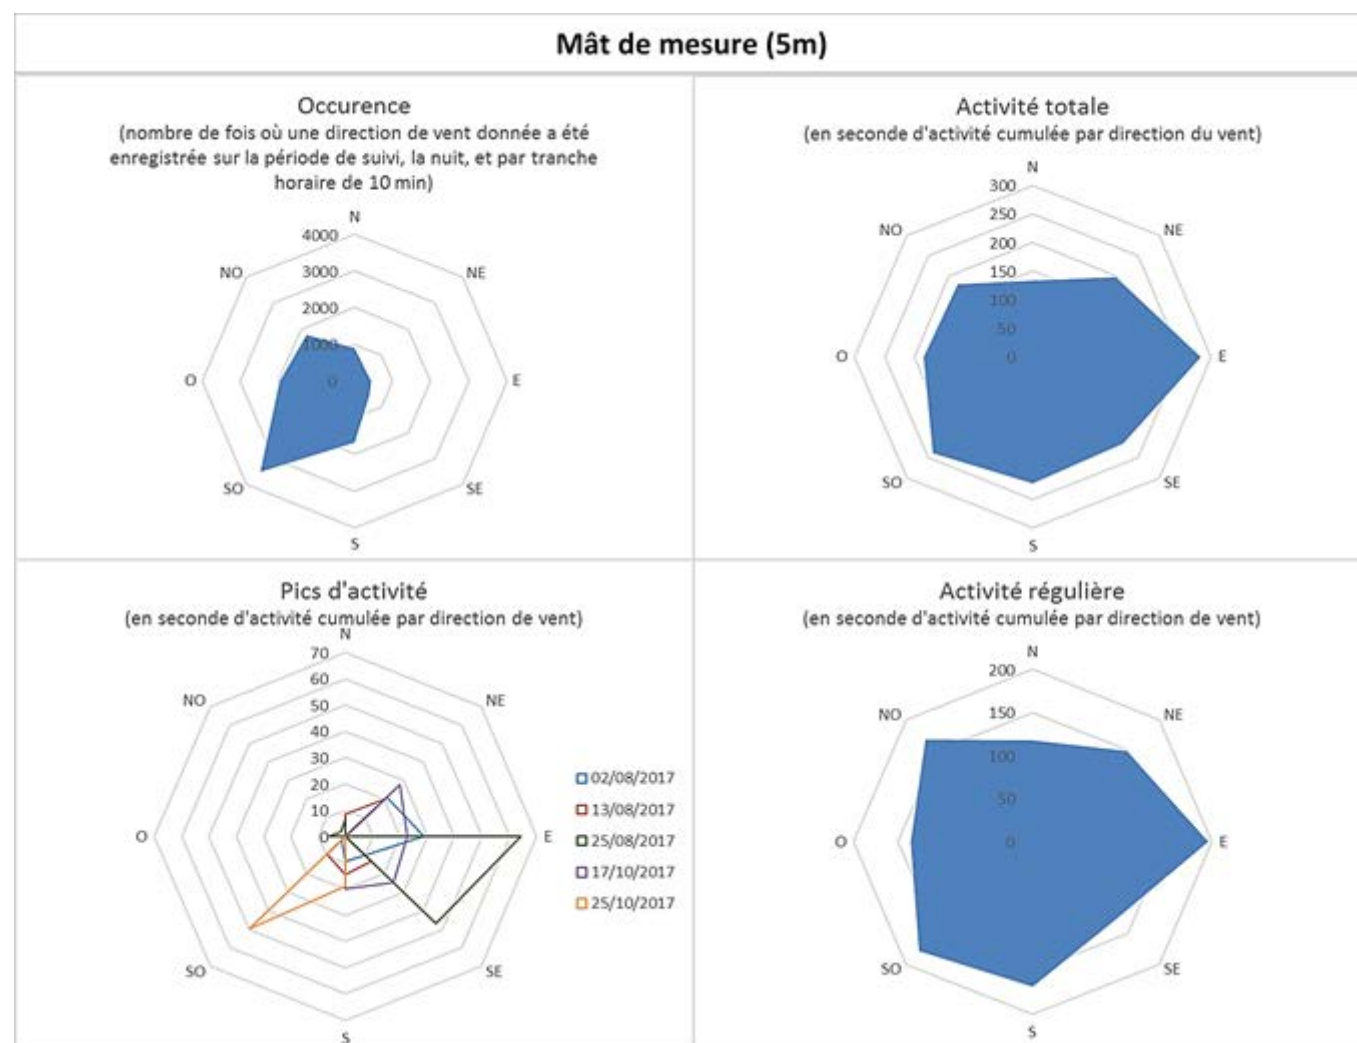 Mât de mesure (5m)
Occurence
(nombre de fois où une direction de vent donnée a été
enregistrée sur la période de suivi, la nuit, et par tranche
horaire de 10 min)
N
4000
NO
NE
3000
2000
1000
O
0
E
SO
SE
S
Activité totale
(en seconde d'activité cumulée par direction du vent)
N
300
250
NO
NE
200
150
100
50
O
0
E
SO
SE
S
Pics d'activité
(en seconde d'activité cumulée par direction de vent)
N
70
60
NO
NE
50
40
30
20
10
O
0
E
SO
SE
S
02/08/2017
13/08/2017
25/08/2017
17/10/2017
25/10/2017
Activité régulière
(en seconde d'activité cumulée par direction de vent)
N
200
NO
NE
150
100
50
O
0
E
SO
SE
S